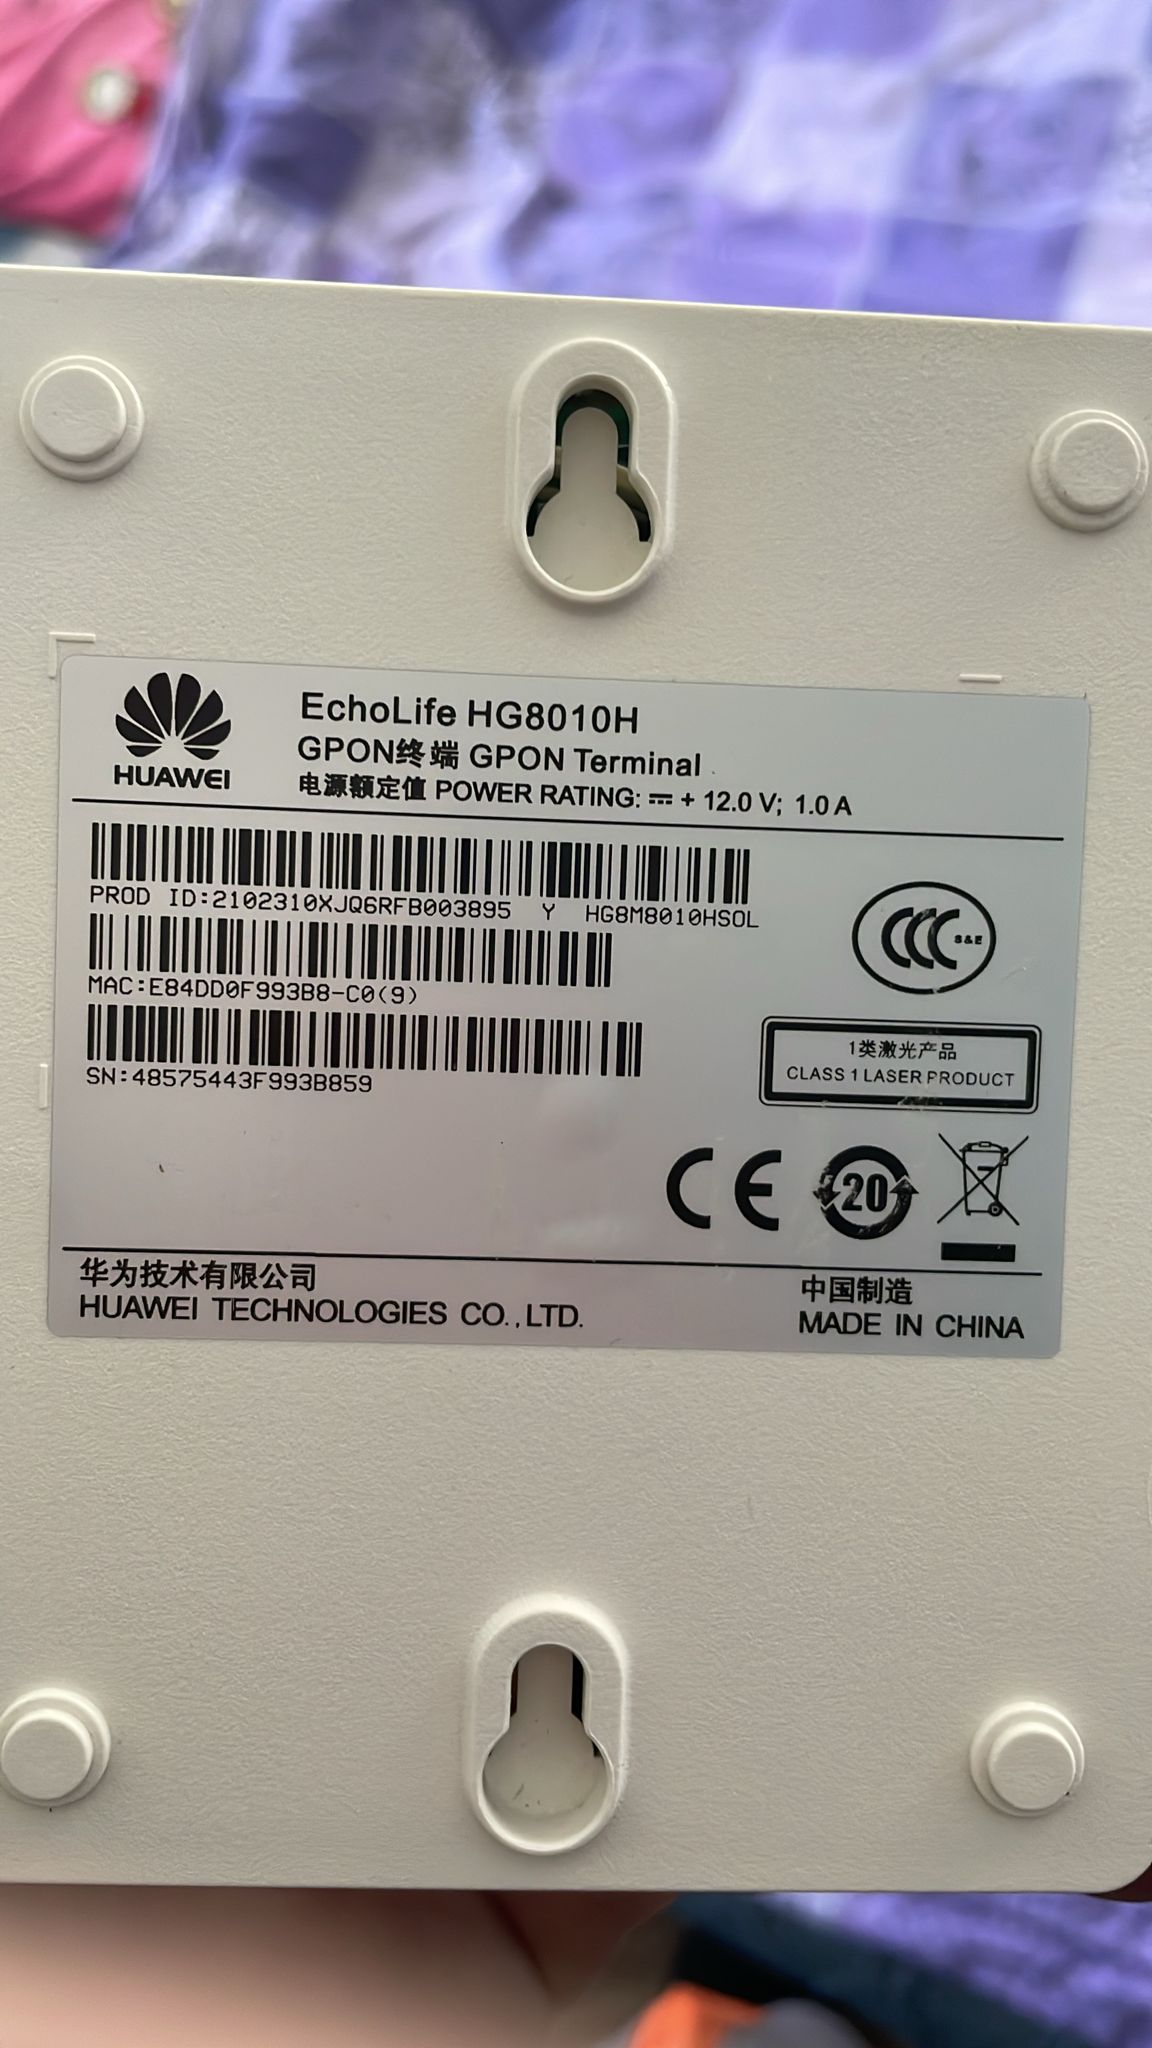 HUAWEI
EchoLife HG8010H
GPON终端 GPON Terminal
电源额定值 POWER RATING: ⎓ + 12.0 V; 1.0 A
PROD ID:2102310XJQ6RFB003895 Y HG8M8010HSOL
MAC:E84DD0F993B8-C0(9)
SN:48575443F993B859
CCC S&E
1类激光产品
CLASS 1 LASER PRODUCT
CE 20
华为技术有限公司
HUAWEI TECHNOLOGIES CO.,LTD.
中国制造
MADE IN CHINA